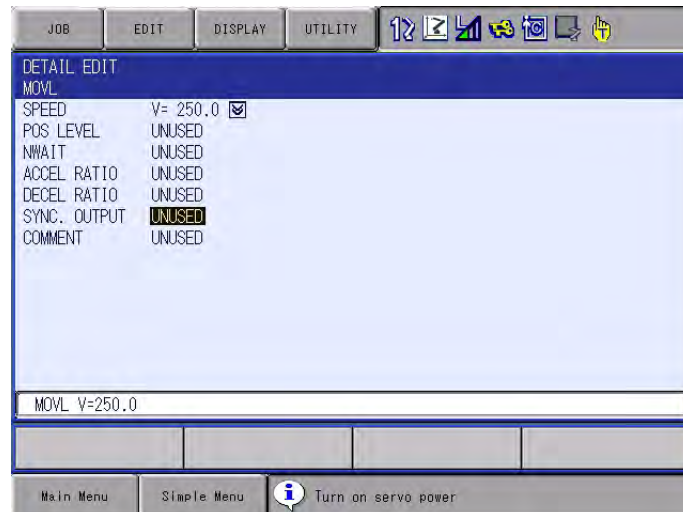 JOB EDIT DISPLAY UTILITY
DETAIL EDIT
MOVL
SPEED V= 250.0
POS LEVEL UNUSED
NWAIT UNUSED
ACCEL RATIO UNUSED
DECEL RATIO UNUSED
SYNC. OUTPUT UNUSED
COMMENT UNUSED
MOVL V=250.0
Main Menu Simple Menu Turn on servo power